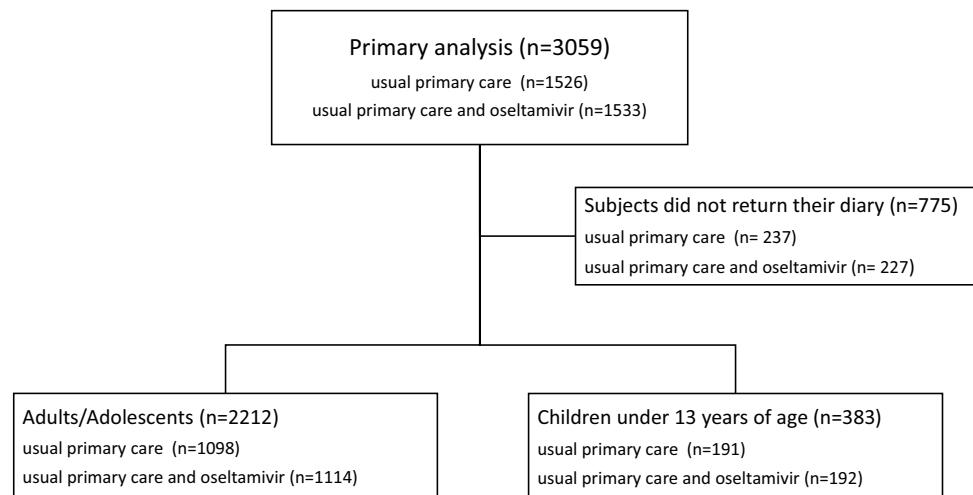 Primary analysis (n=3059)
usual primary care (n=1526)
usual primary care and oseltamivir (n=1533)
Subjects did not return their diary (n=775)
usual primary care (n= 237)
usual primary care and oseltamivir (n= 227)
Adults/Adolescents (n=2212)
usual primary care (n=1098)
usual primary care and oseltamivir (n=1114)
Children under 13 years of age (n=383)
usual primary care (n=191)
usual primary care and oseltamivir (n=192)